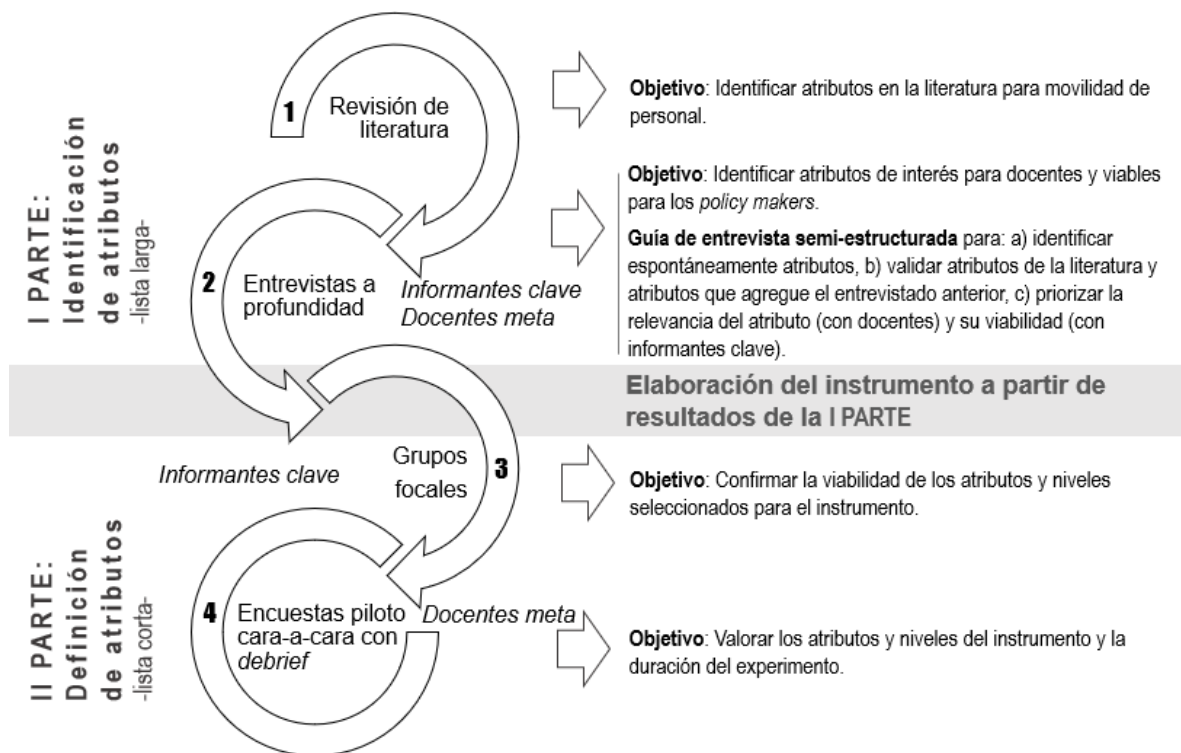 I PARTE:
Identificación
de atributos
-lista larga-
1
Revisión de
literatura
Objetivo: Identificar atributos en la literatura para movilidad de
personal.
2
Entrevistas a
profundidad
Informantes clave
Docentes meta
Objetivo: Identificar atributos de interés para docentes y viables
para los policy makers.
Guía de entrevista semi-estructurada para: a) identificar
espontáneamente atributos, b) validar atributos de la literatura y
atributos que agregue el entrevistado anterior, c) priorizar la
relevancia del atributo (con docentes) y su viabilidad (con
informantes clave).
Elaboración del instrumento a partir de
resultados de la I PARTE
II PARTE:
Definición
de atributos
-lista corta-
Informantes clave
Grupos
focales
3
Objetivo: Confirmar la viabilidad de los atributos y niveles
seleccionados para el instrumento.
4
Encuestas piloto
cara-a-cara con
debrief
Docentes meta
Objetivo: Valorar los atributos y niveles del instrumento y la
duración del experimento.